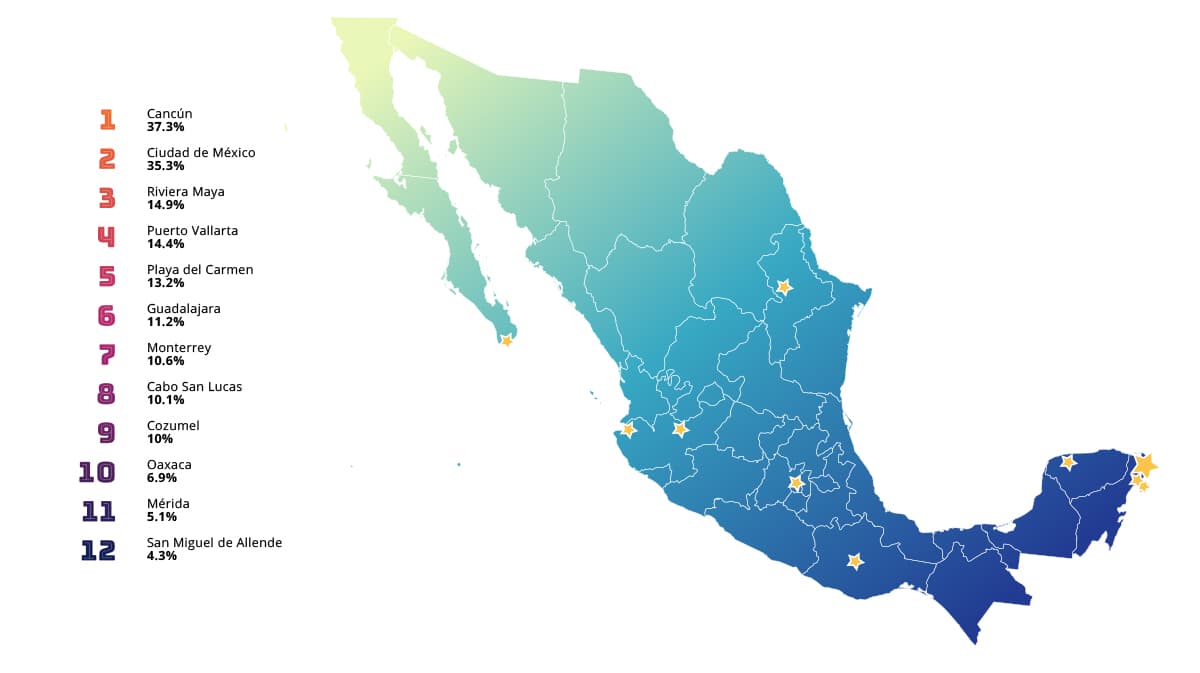 1 Cancún
37.3%
2 Ciudad de México
35.3%
3 Riviera Maya
14.9%
4 Puerto Vallarta
14.4%
5 Playa del Carmen
13.2%
6 Guadalajara
11.2%
7 Monterrey
10.6%
8 Cabo San Lucas
10.1%
9 Cozumel
10%
10 Oaxaca
6.9%
11 Mérida
5.1%
12 San Miguel de Allende
4.3%